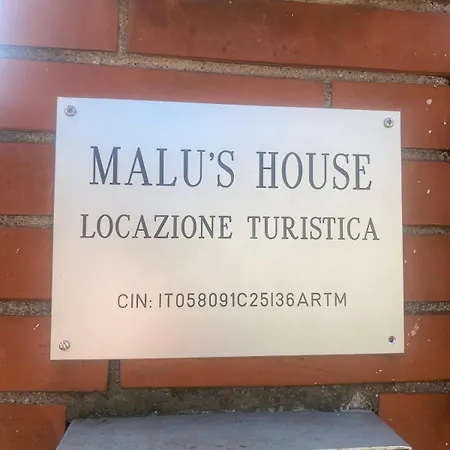 MALU'S HOUSE
LOCAZIONE TURISTICA
CIN: IT058091C25I36ARTM